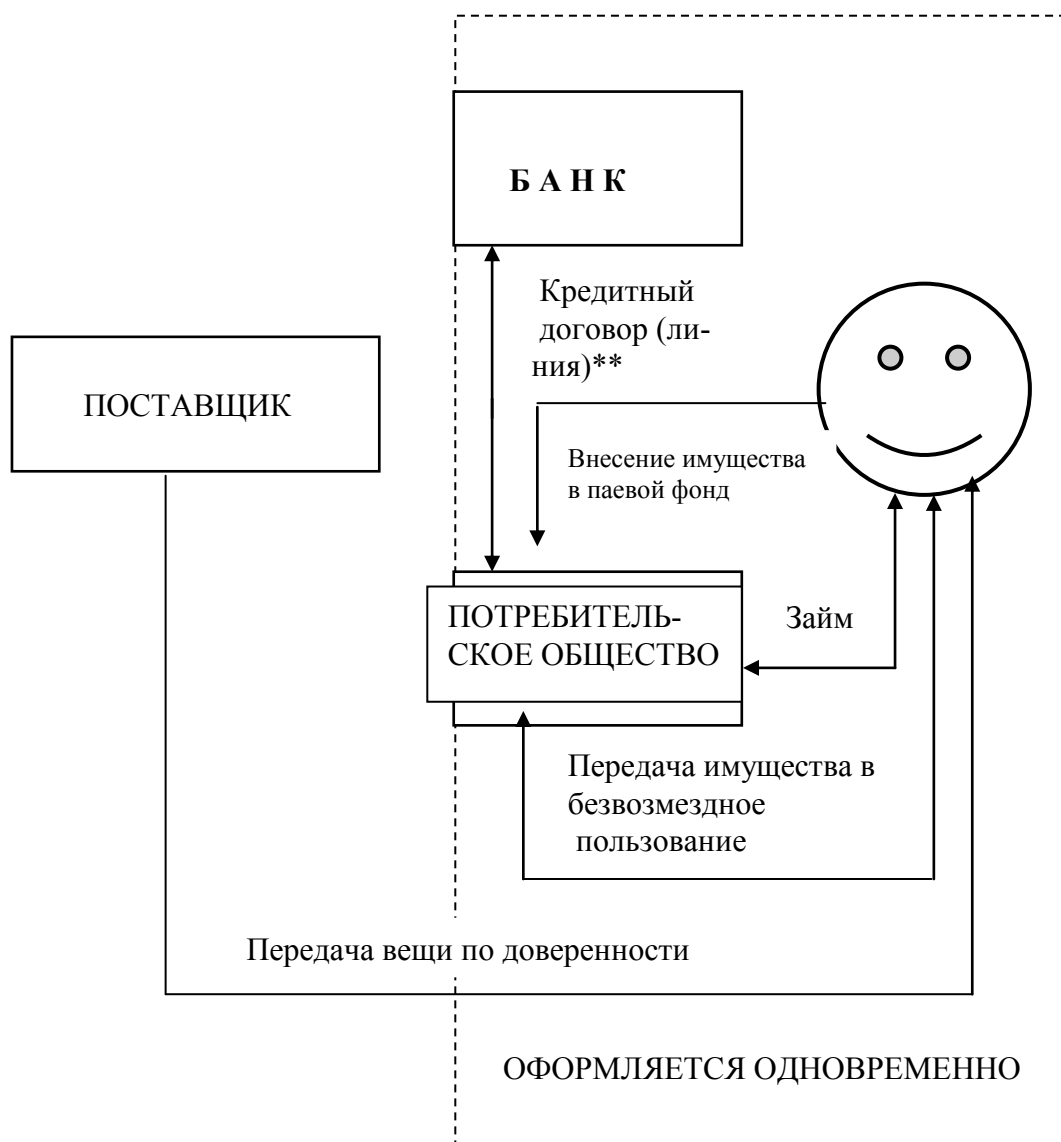 Б А Н К
Кредитный
договор (ли-
ния)**
ПОСТАВЩИК
Внесение имущества
в паевой фонд
ПОТРЕБИТЕЛЬ-
СКОЕ ОБЩЕСТВО
Займ
Передача имущества в
безвозмездное
пользование
Передача вещи по доверенности
ОФОРМЛЯЕТСЯ ОДНОВРЕМЕННО